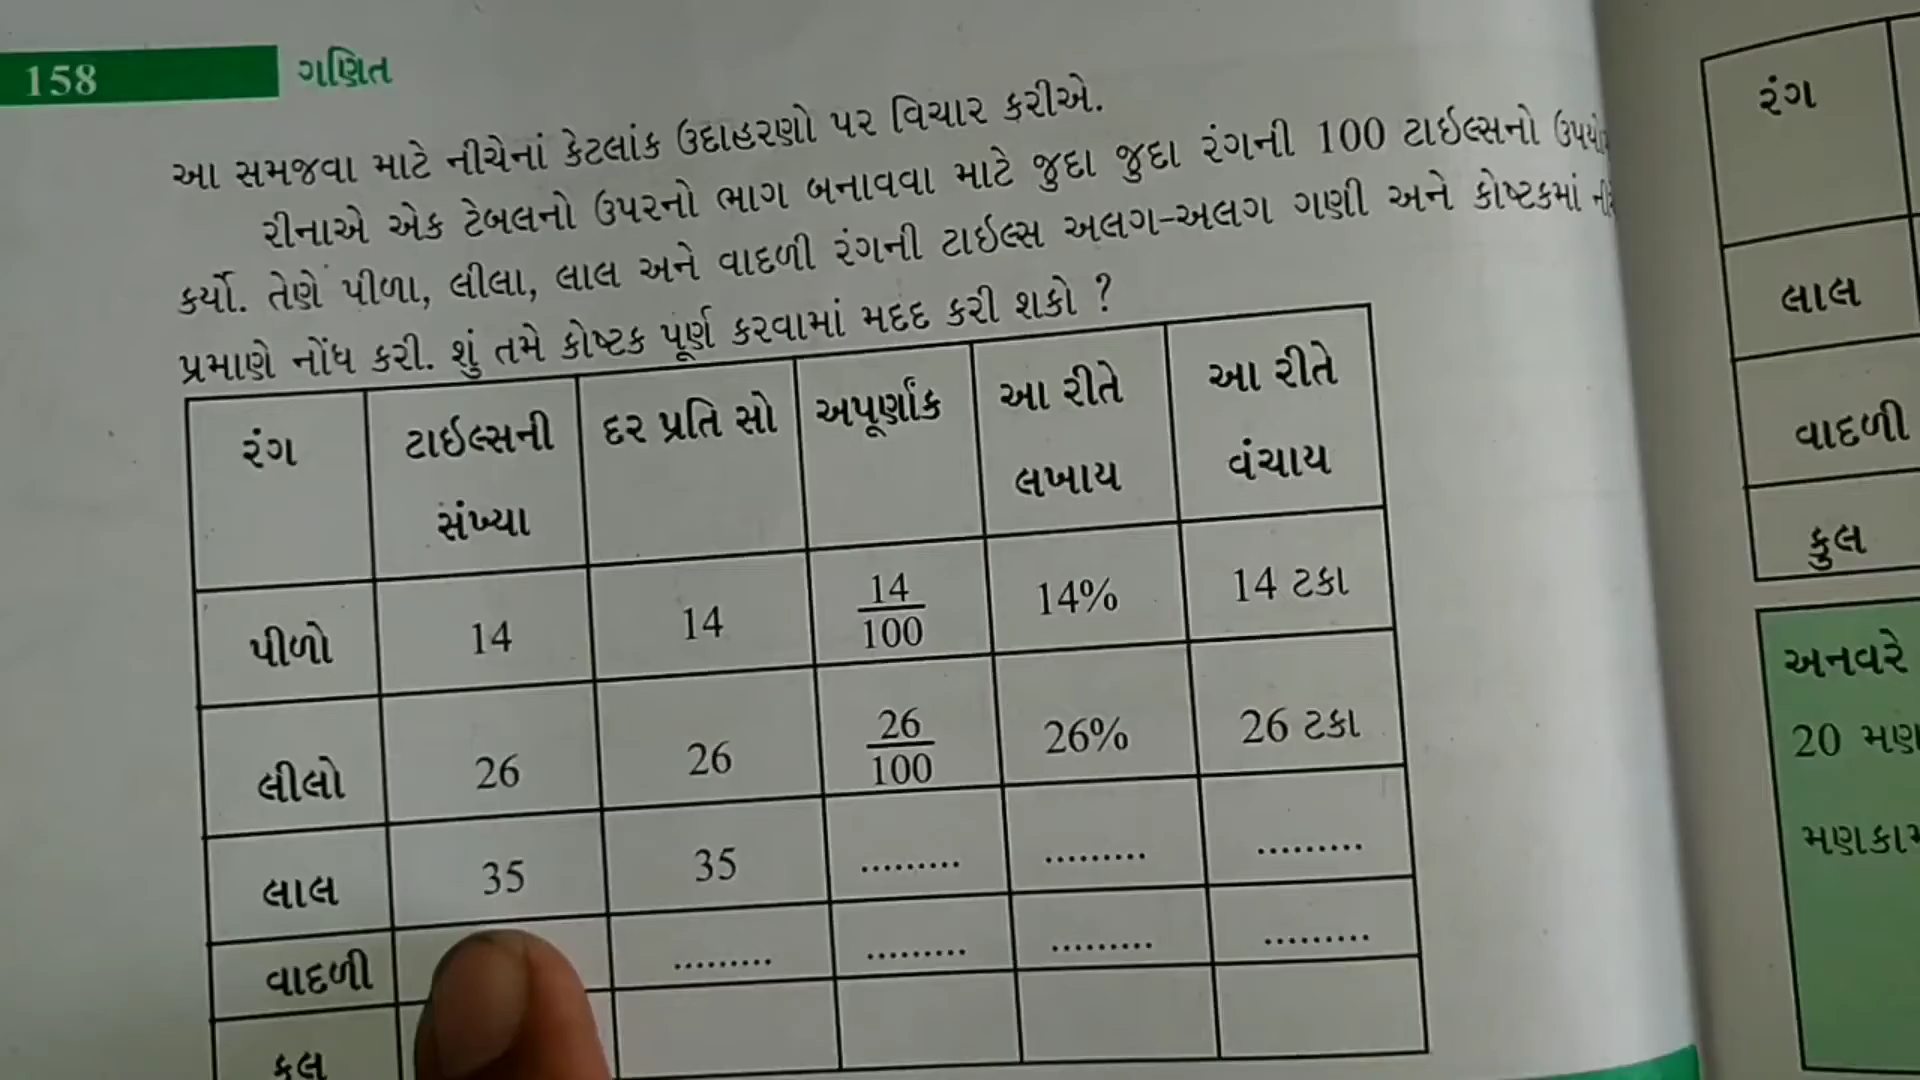 158 ગણિત
આ સમજવા માટે નીચેનાં કેટલાંક ઉદાહરણો પર વિચાર કરીએ.
રીનાએ એક ટેબલનો ઉપરનો ભાગ બનાવવા માટે જુદા જુદા રંગની 100 ટાઇલ્સનો
કર્યો. તેણે પીળા, લીલા, લાલ અને વાદળી રંગની ટાઇલ્સ અલગ-અલગ ગણી અને કોષ્ટકમાં
પ્રમાણે નોંધ કરી. શું તમે કોષ્ટક પૂર્ણ કરવામાં મદદ કરી શકો ?
રંગ ટાઇલ્સની સંખ્યા દર પ્રતિ સો અપૂર્ણાંક આ રીતે લખાય આ રીતે વંચાય
પીળો 14 14 14/100 14% 14 ટકા
લીલો 26 26 26/100 26% 26 ટકા
લાલ 35 35 ......... ......... .........
વાદળી ......... ......... ......... .........
કુલ
રંગ
લાલ
વાદળી
કુલ
અનવરે
20